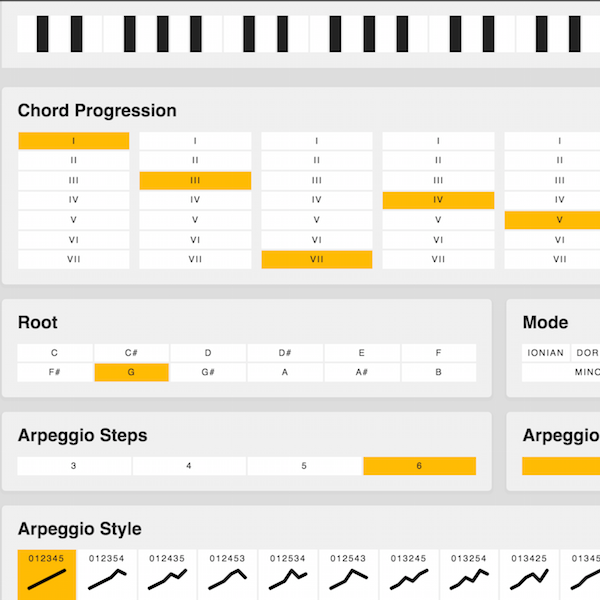 Chord Progression
I I I I I
II II II II II
III III III III III
IV IV IV IV IV
V V V V V
VI VI VI VI VI
VII VII VII VII VII
Root
Mode
C C# D D# E F
IONIAN DOR
F# G G# A A# B
MINO
Arpeggio Steps
Arpeggio
3 4 5 6
Arpeggio Style
012345 012354 012435 012453 012534 012543 013245 013254 013425 01345